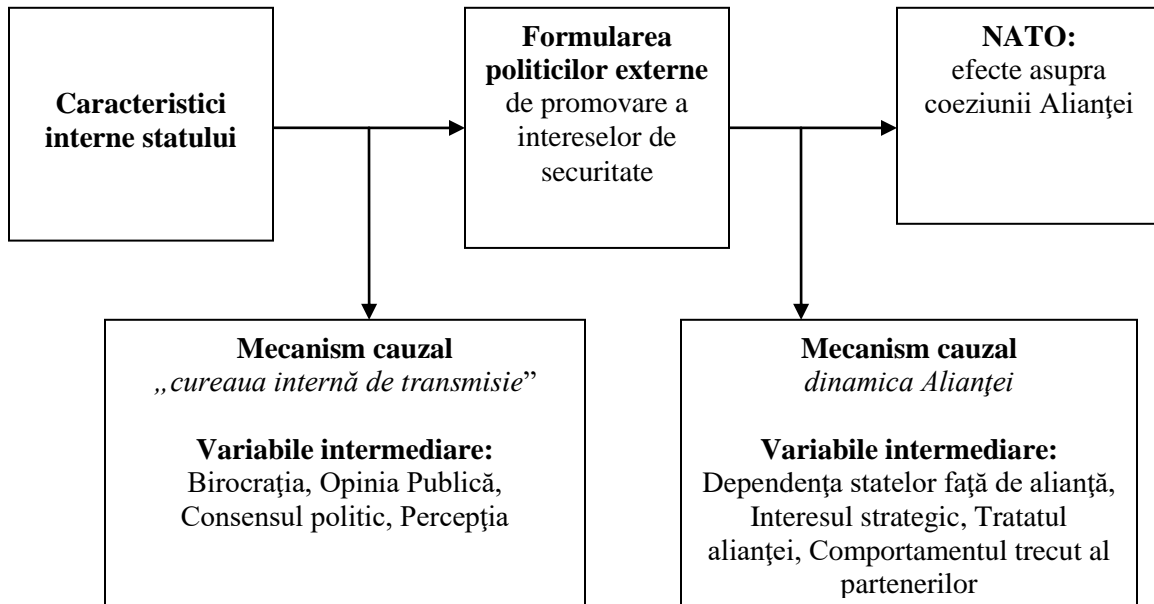 Caracteristici
interne statului
Formularea
politicilor externe
de promovare a
intereselor de
securitate
NATO:
efecte asupra
coeziunii Alianţei
Mecanism cauzal
„cureaua internă de transmisie”
Variabile intermediare:
Birocraţia, Opinia Publică,
Consensul politic, Percepţia
Mecanism cauzal
dinamica Alianţei
Variabile intermediare:
Dependenţa statelor faţă de alianţă,
Interesul strategic, Tratatul
alianţei, Comportamentul trecut al
partenerilor